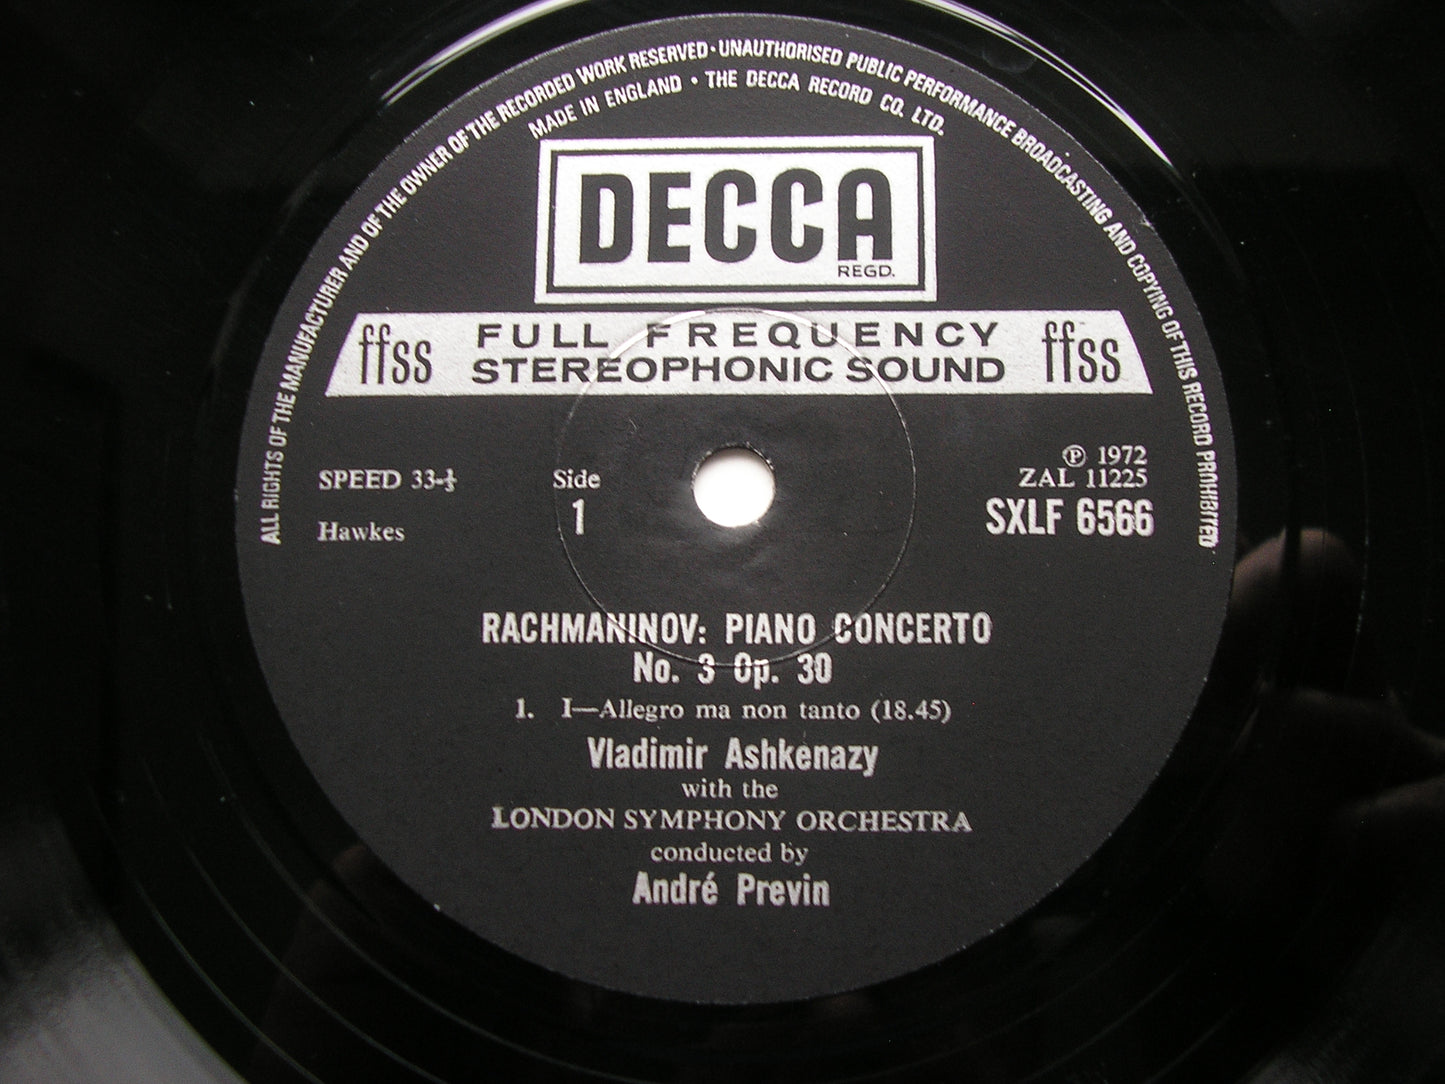 ALL RIGHTS OF THE MANUFACTURER AND OF THE OWNER OF THE RECORDED WORK RESERVED · UNAUTHORISED PUBLIC PERFORMANCE BROADCASTING AND COPYING OF THIS RECORD PROHIBITED
MADE IN ENGLAND • THE DECCA RECORD CO. LTD.
DECCA
REGD.
ffss FULL FREQUENCY ffss
STEREOPHONIC SOUND
℗ 1972
SPEED 33-⅓ Side ZAL 11225
Hawkes 1 SXLF 6566
RACHMANINOV: PIANO CONCERTO
No. 3 Op. 30
1. I—Allegro ma non tanto (18.45)
Vladimir Ashkenazy
with the
LONDON SYMPHONY ORCHESTRA
conducted by
André Previn